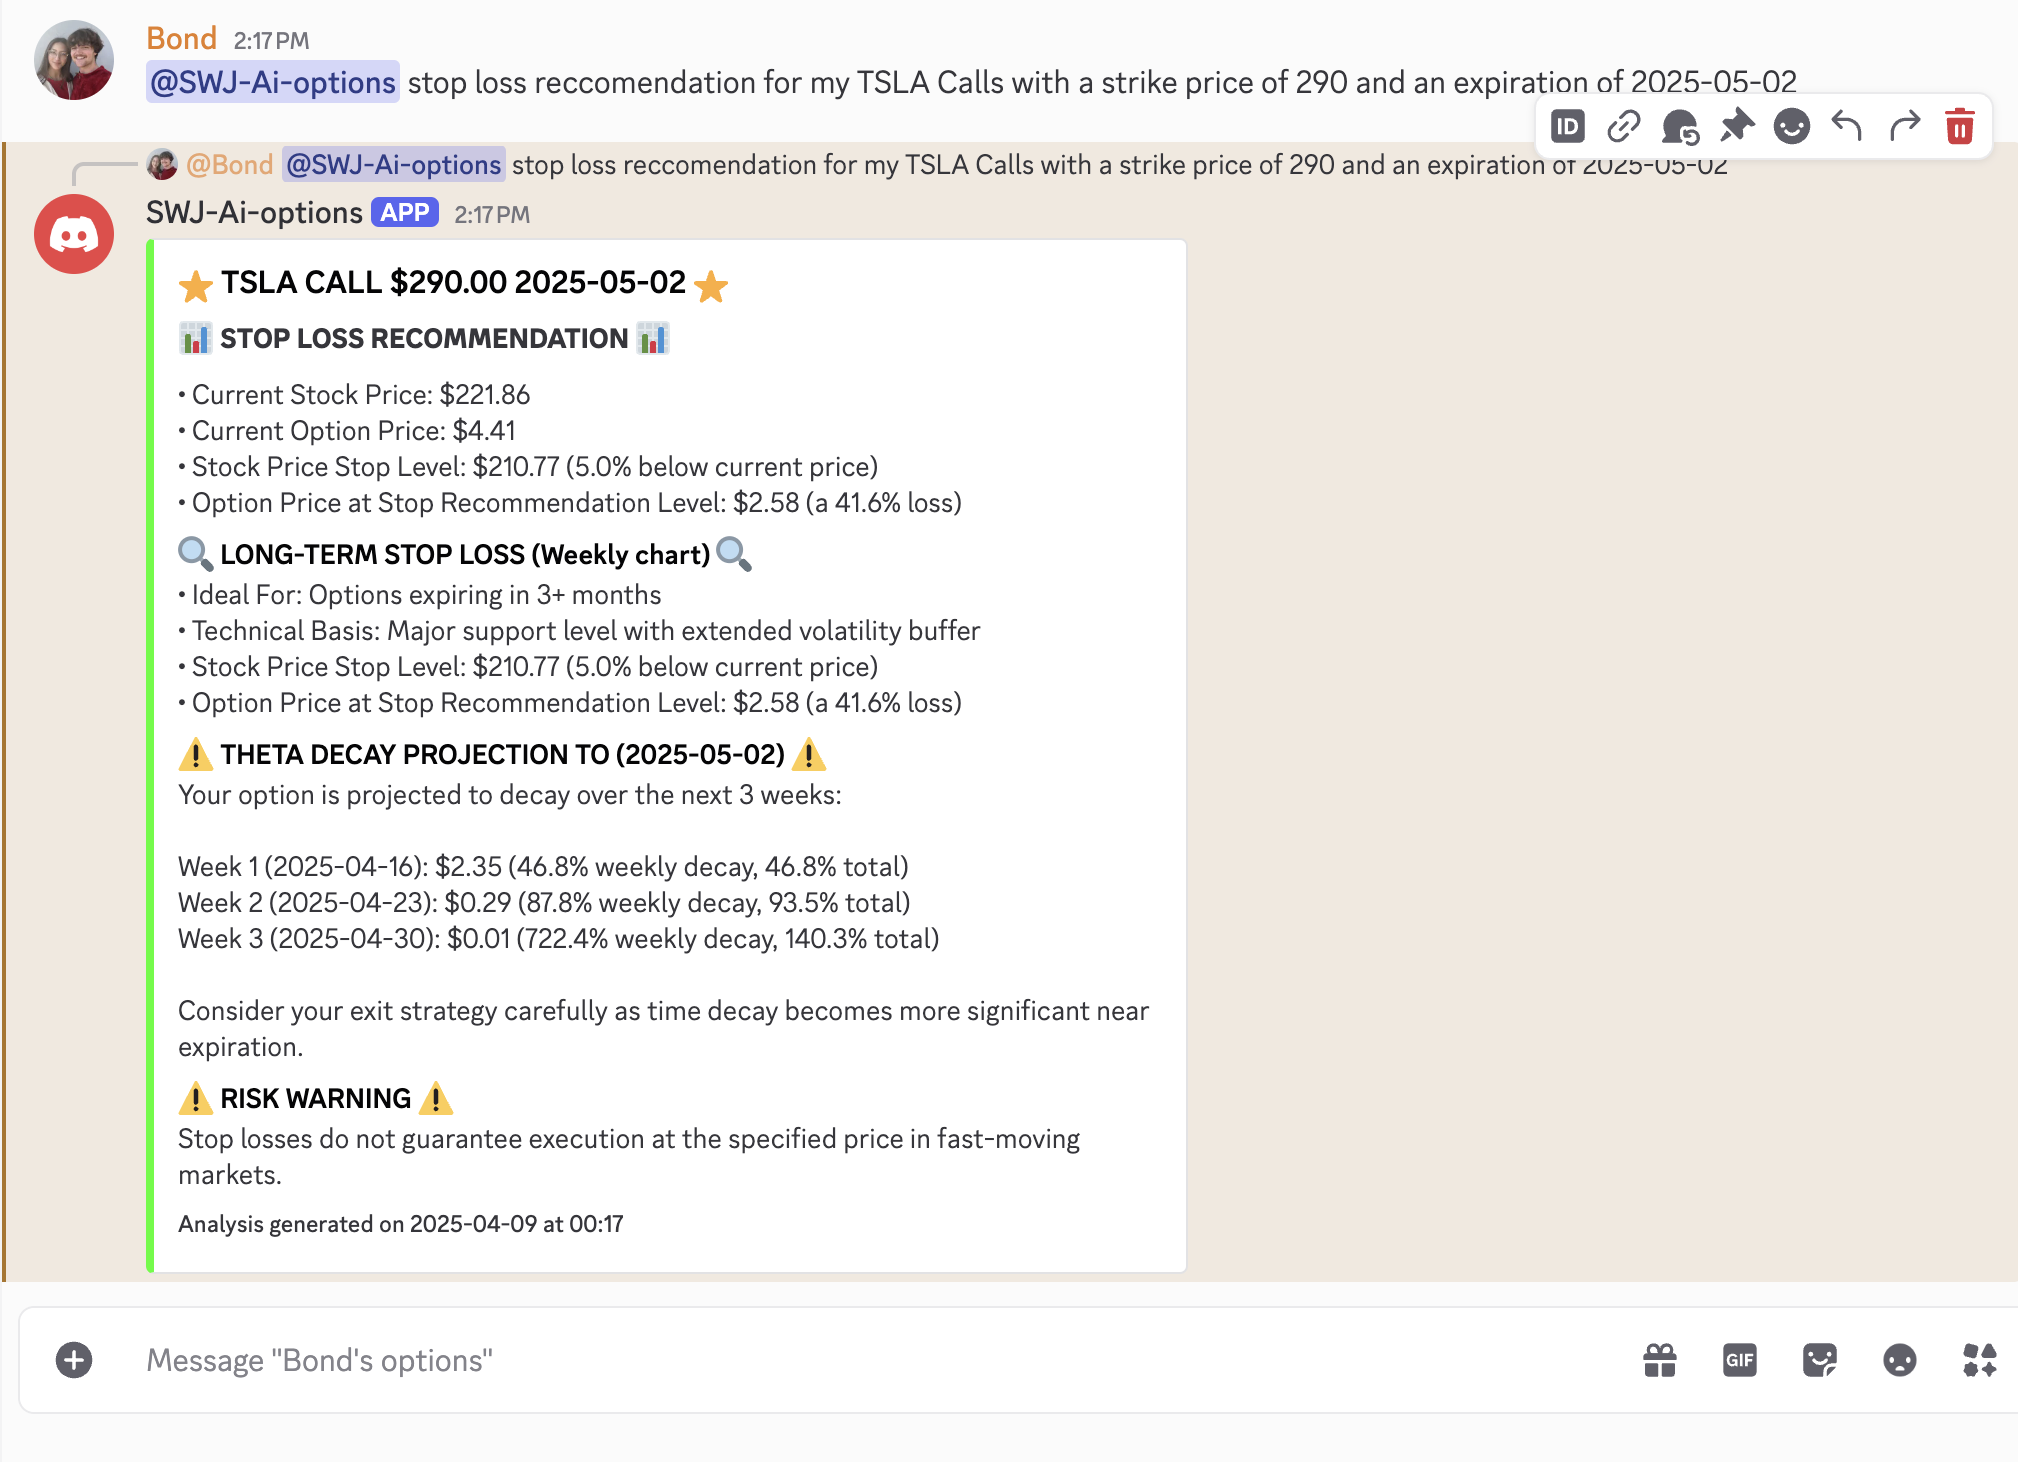 Bond 2:17 PM
@SWJ-Ai-options stop loss reccomendation for my TSLA Calls with a strike price of 290 and an expiration of 2025-05-02
ID
@Bond @SWJ-Ai-options stop loss reccomendation for my TSLA Calls with a strike price of 290 and an expiration of 2025-05-02
SWJ-Ai-options APP 2:17 PM
TSLA CALL $290.00 2025-05-02
STOP LOSS RECOMMENDATION
• Current Stock Price: $221.86
• Current Option Price: $4.41
• Stock Price Stop Level: $210.77 (5.0% below current price)
• Option Price at Stop Recommendation Level: $2.58 (a 41.6% loss)
LONG-TERM STOP LOSS (Weekly chart)
• Ideal For: Options expiring in 3+ months
• Technical Basis: Major support level with extended volatility buffer
• Stock Price Stop Level: $210.77 (5.0% below current price)
• Option Price at Stop Recommendation Level: $2.58 (a 41.6% loss)
THETA DECAY PROJECTION TO (2025-05-02)
Your option is projected to decay over the next 3 weeks:
Week 1 (2025-04-16): $2.35 (46.8% weekly decay, 46.8% total)
Week 2 (2025-04-23): $0.29 (87.8% weekly decay, 93.5% total)
Week 3 (2025-04-30): $0.01 (722.4% weekly decay, 140.3% total)
Consider your exit strategy carefully as time decay becomes more significant near
expiration.
RISK WARNING
Stop losses do not guarantee execution at the specified price in fast-moving
markets.
Analysis generated on 2025-04-09 at 00:17
Message "Bond's options"
GIF